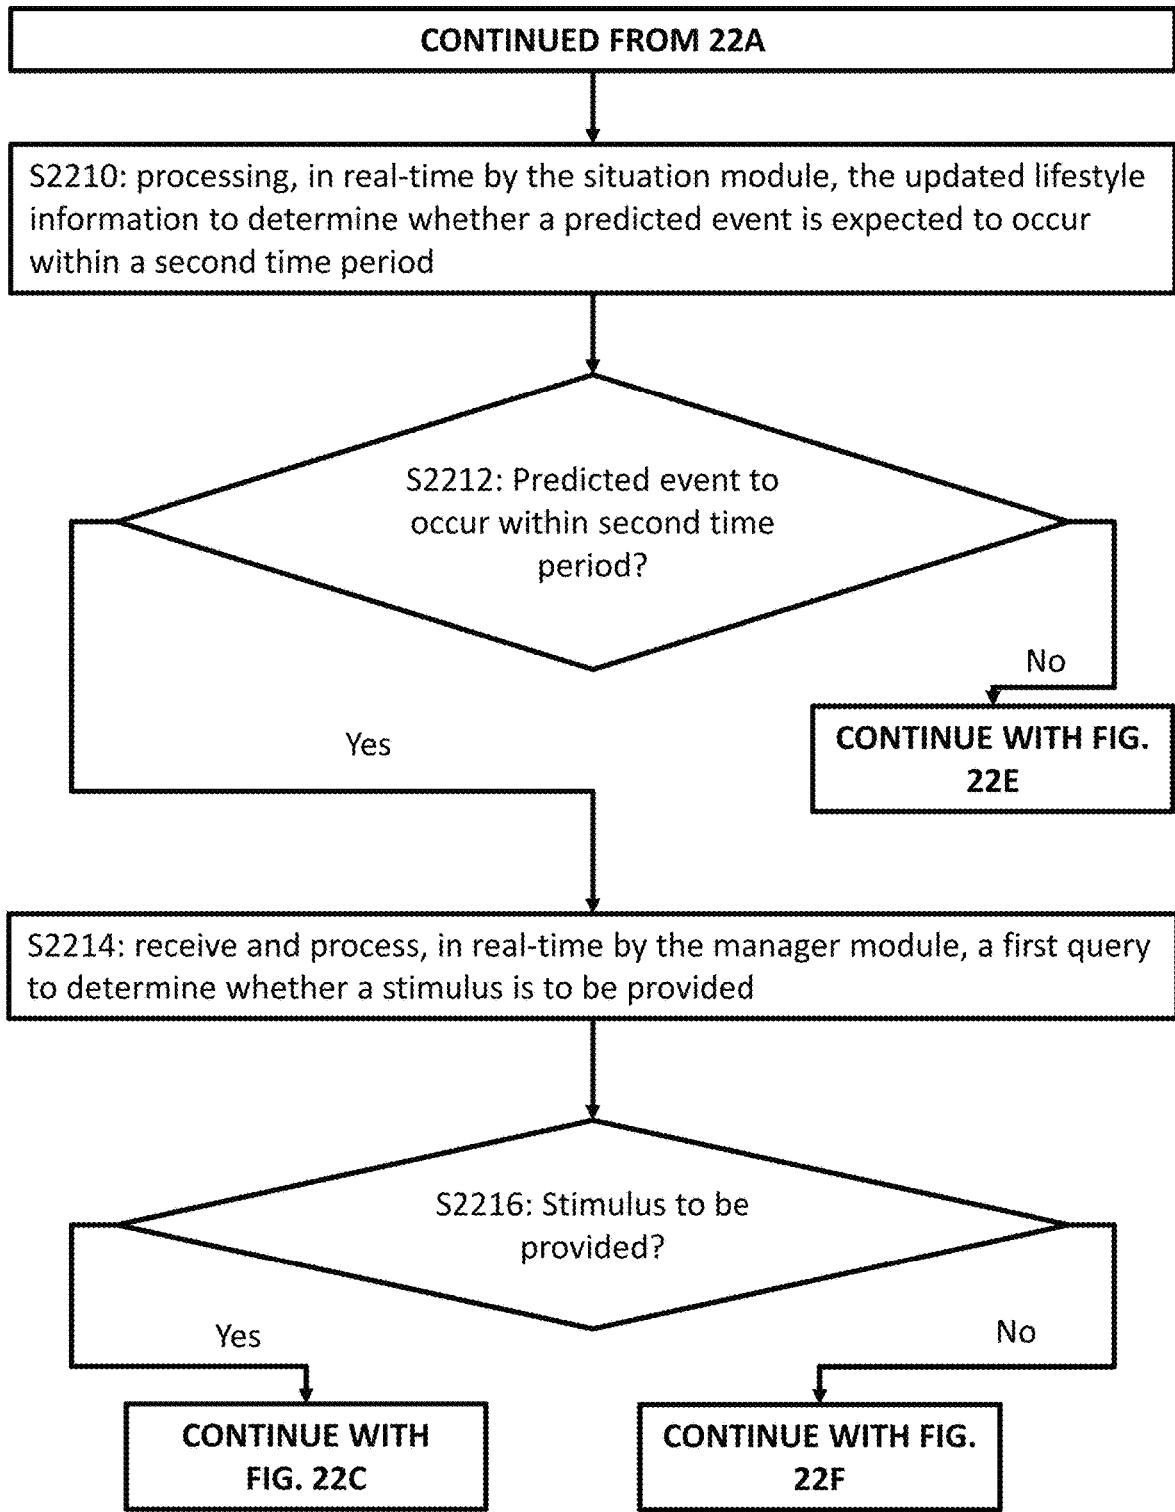 CONTINUED FROM 22A
S2210: processing, in real-time by the situation module, the updated lifestyle
information to determine whether a predicted event is expected to occur
within a second time period
S2212: Predicted event to
occur within second time
period?
No
CONTINUE WITH FIG.
22E
Yes
S2214: receive and process, in real-time by the manager module, a first query
to determine whether a stimulus is to be provided
S2216: Stimulus to be
provided?
Yes
No
CONTINUE WITH
FIG. 22C
CONTINUE WITH FIG.
22F